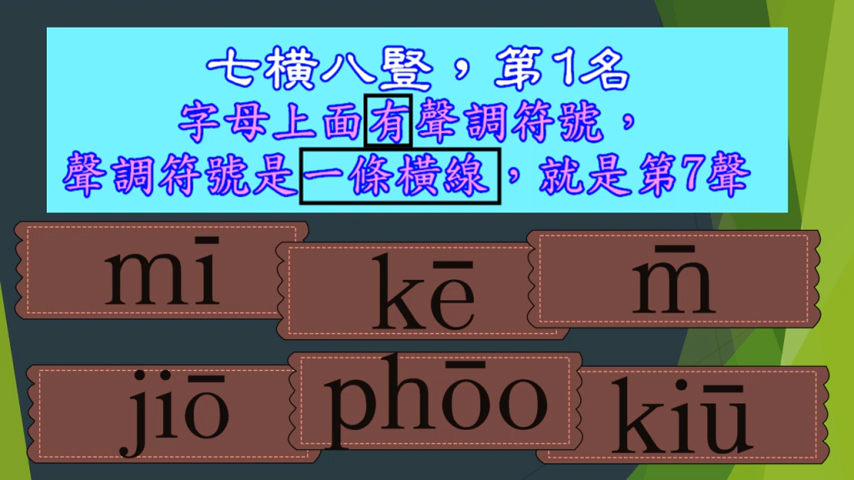 七橫八豎，第1名
字母上面有聲調符號，
聲調符號是一條橫線，就是第7聲
mī
kē
m̄
jiō
phōo
kiū